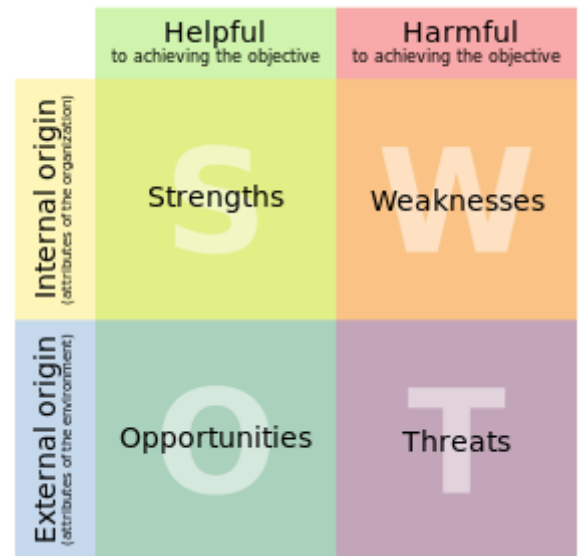 Helpful
to achieving the objective
Harmful
to achieving the objective
Internal origin
(attributes of the organization)
S
Strengths
W
Weaknesses
External origin
(attributes of the environment)
O
Opportunities
T
Threats